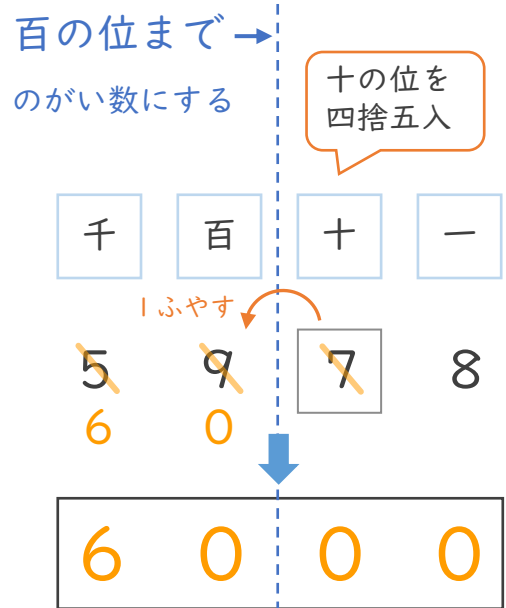 百の位まで
のがい数にする
十の位を
四捨五入
千 百 十 一
1ふやす
5 9 7 8
6 0
6 0 0 0